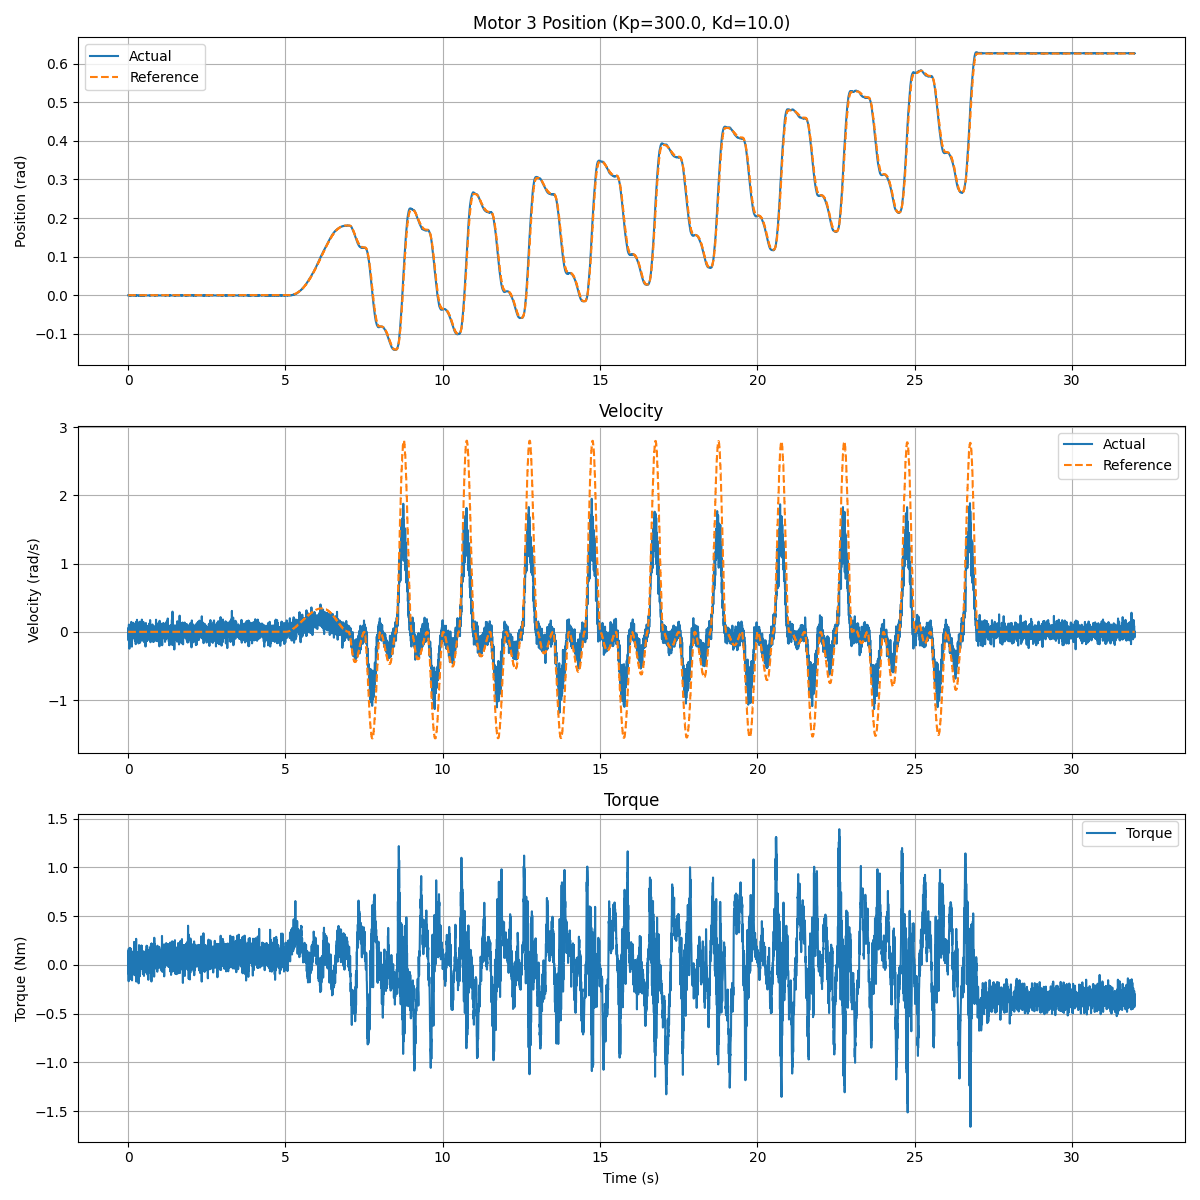 Motor 3 Position (Kp=300.0, Kd=10.0)
Actual
Reference
Position (rad)
0.6
0.5
0.4
0.3
0.2
0.1
0.0
−0.1
0 5 10 15 20 25 30
Velocity
Actual
Reference
Velocity (rad/s)
3
2
1
0
−1
0 5 10 15 20 25 30
Torque
Torque
Torque (Nm)
1.5
1.0
0.5
0.0
−0.5
−1.0
−1.5
0 5 10 15 20 25 30
Time (s)